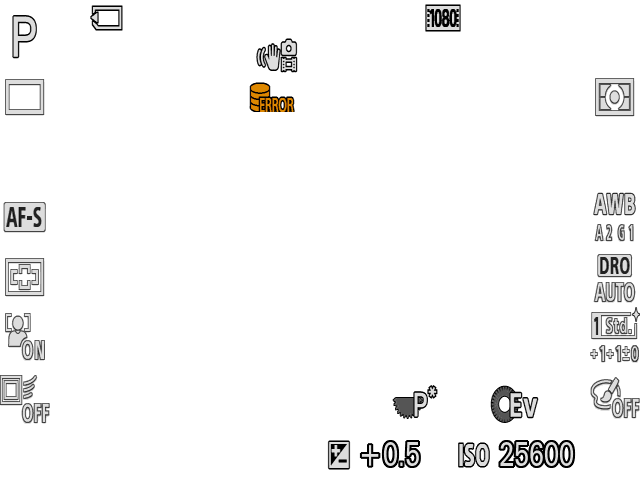 P
1080
ERROR
AF-S
AWB
A2 G1
DRO
AUTO
ON
1 Std.
+1+1±0
OFF
P*
EV
OFF
+0.5
ISO 25600